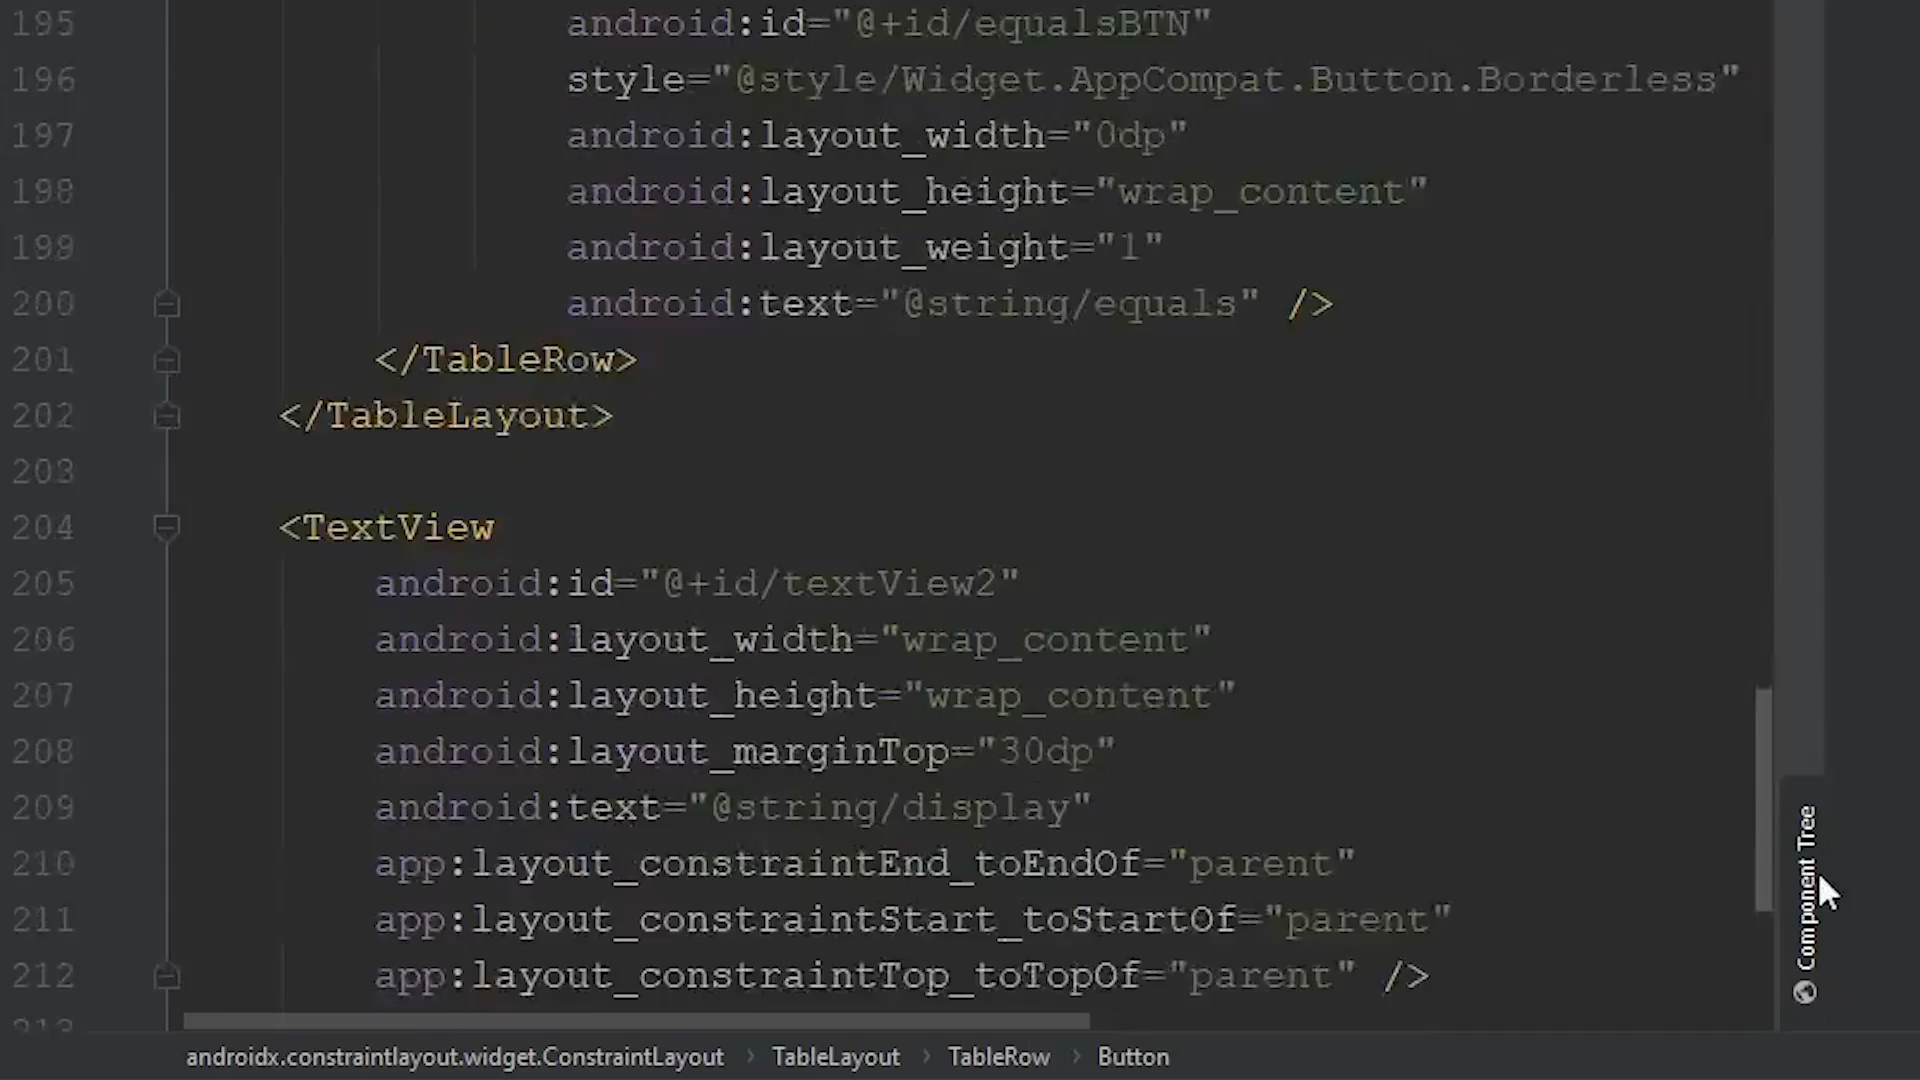 195 android:id="@+id/equalsBTN"
196 style="@style/Widget.AppCompat.Button.Borderless"
197 android:layout_width="0dp"
198 android:layout_height="wrap_content"
199 android:layout_weight="1"
200 android:text="@string/equals" />
201 </TableRow>
202 </TableLayout>
203
204 <TextView
205 android:id="@+id/textView2"
206 android:layout_width="wrap_content"
207 android:layout_height="wrap_content"
208 android:layout_marginTop="30dp"
209 android:text="@string/display"
210 app:layout_constraintEnd_toEndOf="parent"
211 app:layout_constraintStart_toStartOf="parent"
212 app:layout_constraintTop_toTopOf="parent" />
213
Component Tree
androidx.constraintlayout.widget.ConstraintLayout > TableLayout > TableRow > Button